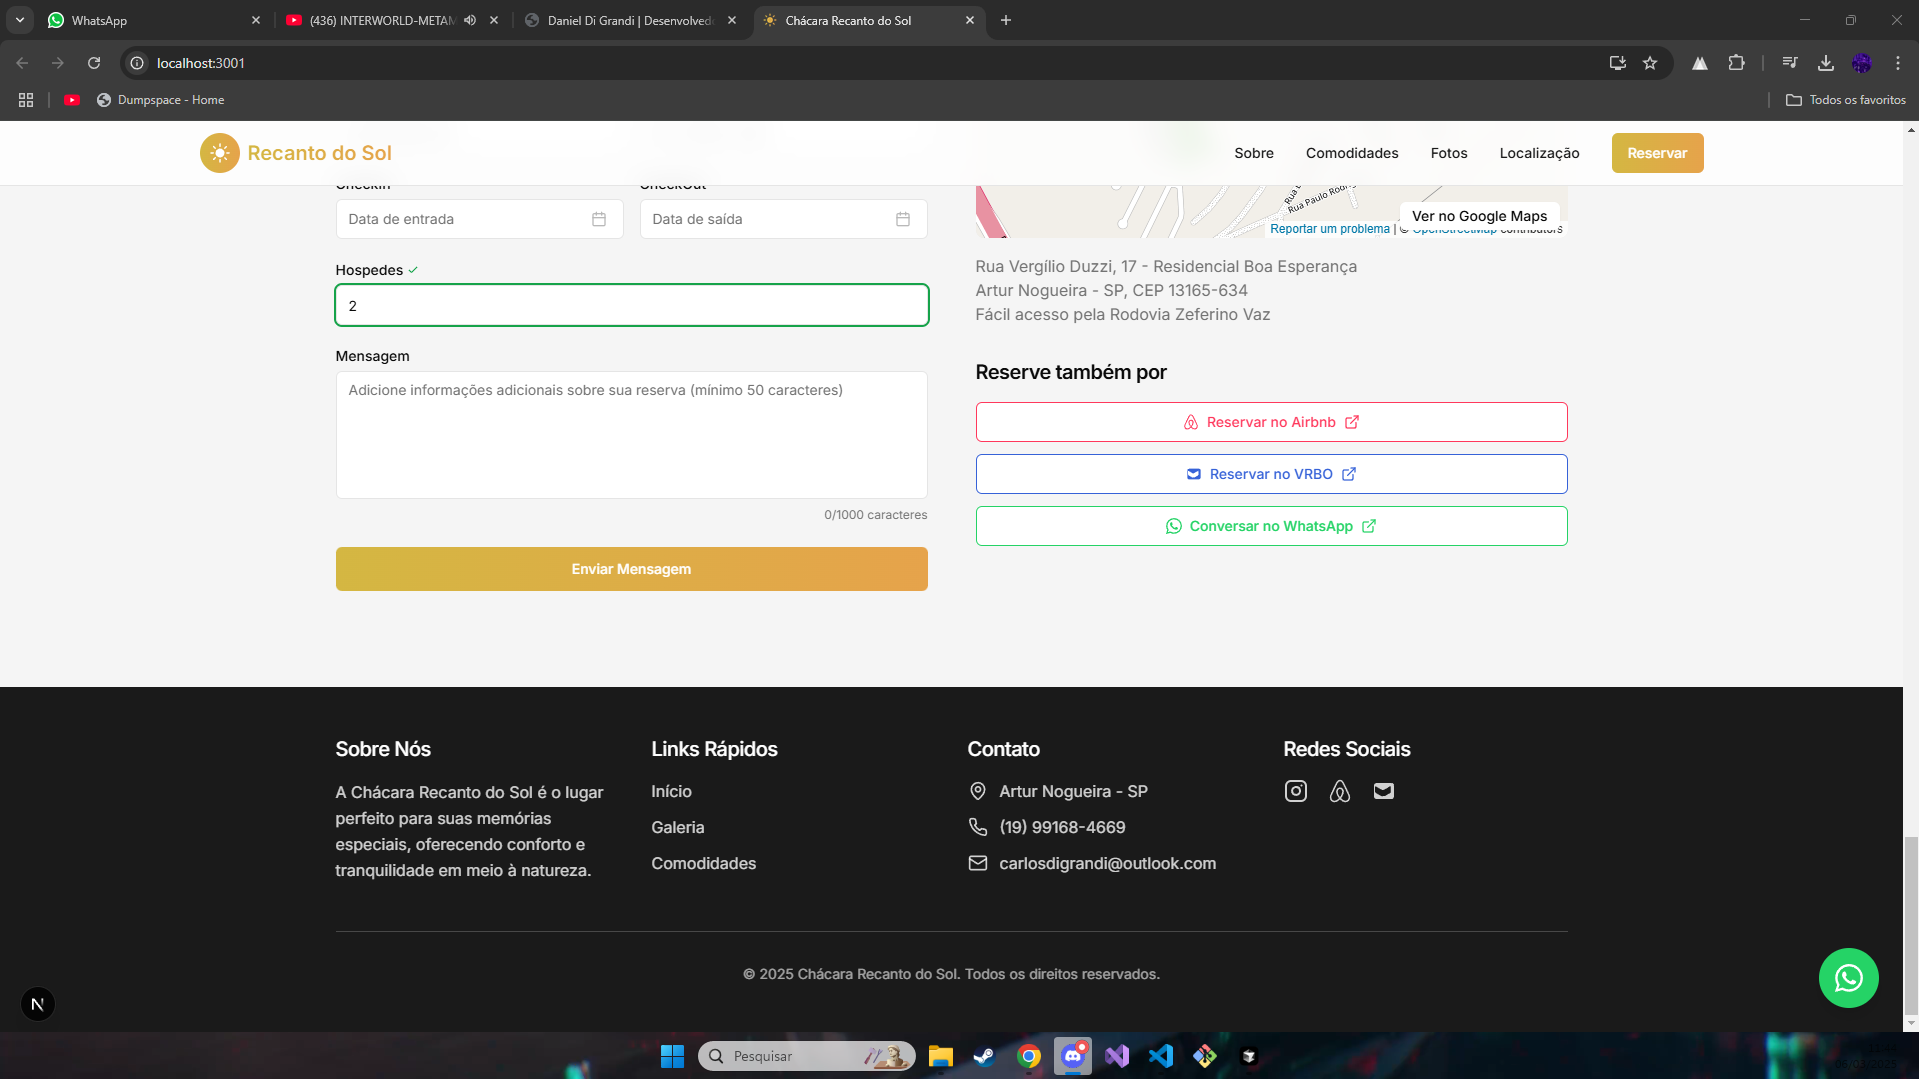 WhatsApp
(436) INTERWORLD-METAM
Daniel Di Grandi | Desenvolved
Chácara Recanto do Sol
localhost:3001
Dumpspace - Home
Todos os favoritos
Recanto do Sol
Sobre
Comodidades
Fotos
Localização
Reservar
CheckIn
CheckOut
Data de entrada
Data de saída
Hospedes
2
Mensagem
Adicione informações adicionais sobre sua reserva (mínimo 50 caracteres)
0/1000 caracteres
Enviar Mensagem
Rua Paulo Rodri
Ver no Google Maps
Reportar um problema | © OpenStreetMap contributors
Rua Vergílio Duzzi, 17 - Residencial Boa Esperança
Artur Nogueira - SP, CEP 13165-634
Fácil acesso pela Rodovia Zeferino Vaz
Reserve também por
Reservar no Airbnb
Reservar no VRBO
Conversar no WhatsApp
Sobre Nós
A Chácara Recanto do Sol é o lugar
perfeito para suas memórias
especiais, oferecendo conforto e
tranquilidade em meio à natureza.
Links Rápidos
Início
Galeria
Comodidades
Contato
Artur Nogueira - SP
(19) 99168-4669
carlosdigrandi@outlook.com
Redes Sociais
© 2025 Chácara Recanto do Sol. Todos os direitos reservados.
N
Pesquisar